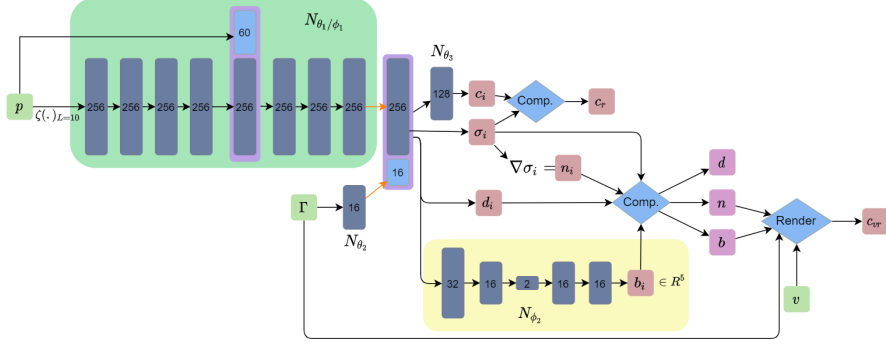 N_{θ_1/ϕ_1}
60
N_{θ_3}
p
ζ(.)_{L=10}
256
256
256
256
256
256
256
256
256
128
c_i
Comp.
c_r
σ_i
∇σ_i = n_i
16
d
Γ
16
d_i
Comp.
n
Render
c_{vr}
N_{θ_2}
b
32
16
2
16
16
b_i ∈ R^5
v
N_{ϕ_2}